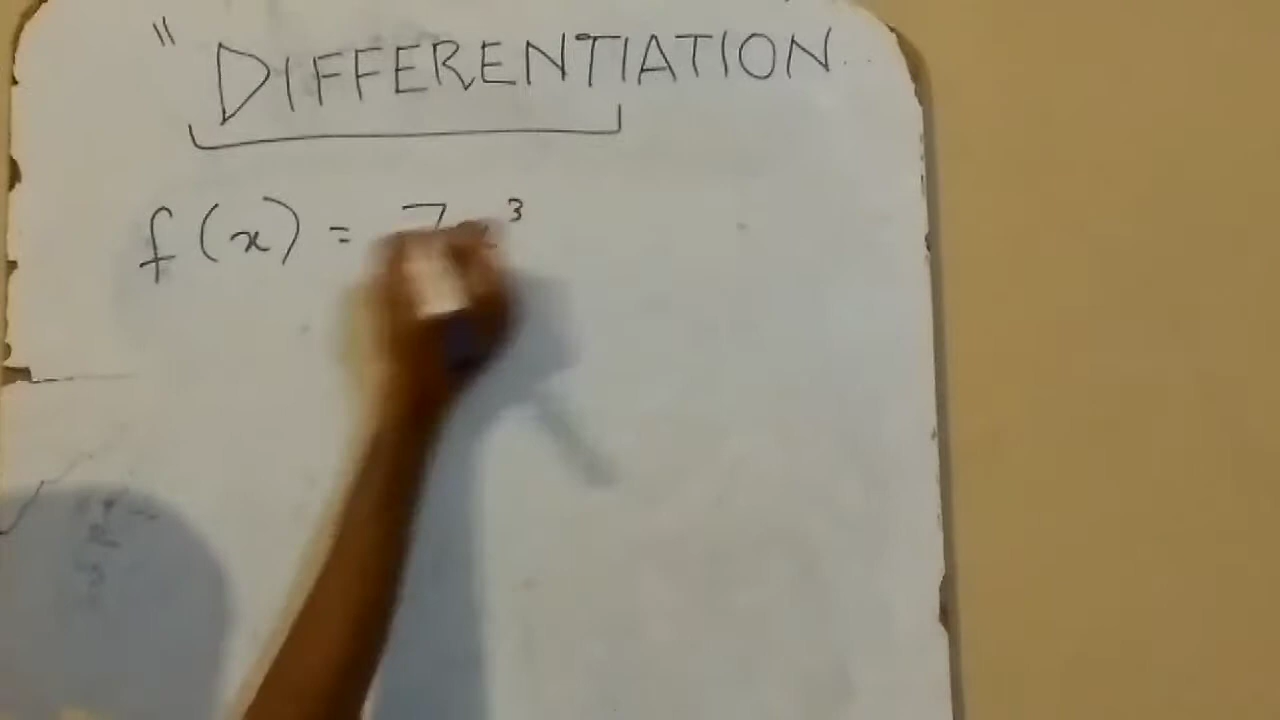 " DIFFERENTIATION
f(x) = 7x³